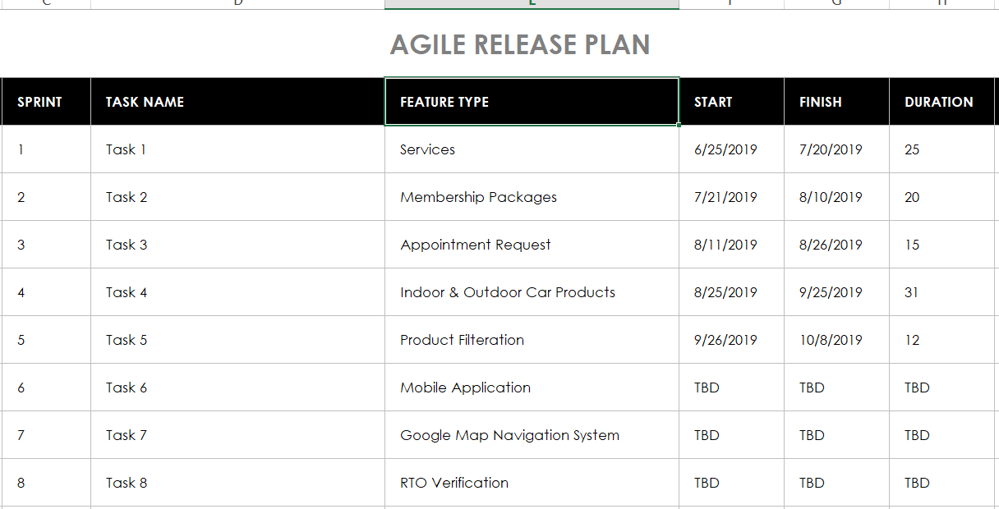 C D E F G H
AGILE RELEASE PLAN
SPRINT TASK NAME FEATURE TYPE START FINISH DURATION
1 Task 1 Services 6/25/2019 7/20/2019 25
2 Task 2 Membership Packages 7/21/2019 8/10/2019 20
3 Task 3 Appointment Request 8/11/2019 8/26/2019 15
4 Task 4 Indoor & Outdoor Car Products 8/25/2019 9/25/2019 31
5 Task 5 Product Filteration 9/26/2019 10/8/2019 12
6 Task 6 Mobile Application TBD TBD TBD
7 Task 7 Google Map Navigation System TBD TBD TBD
8 Task 8 RTO Verification TBD TBD TBD